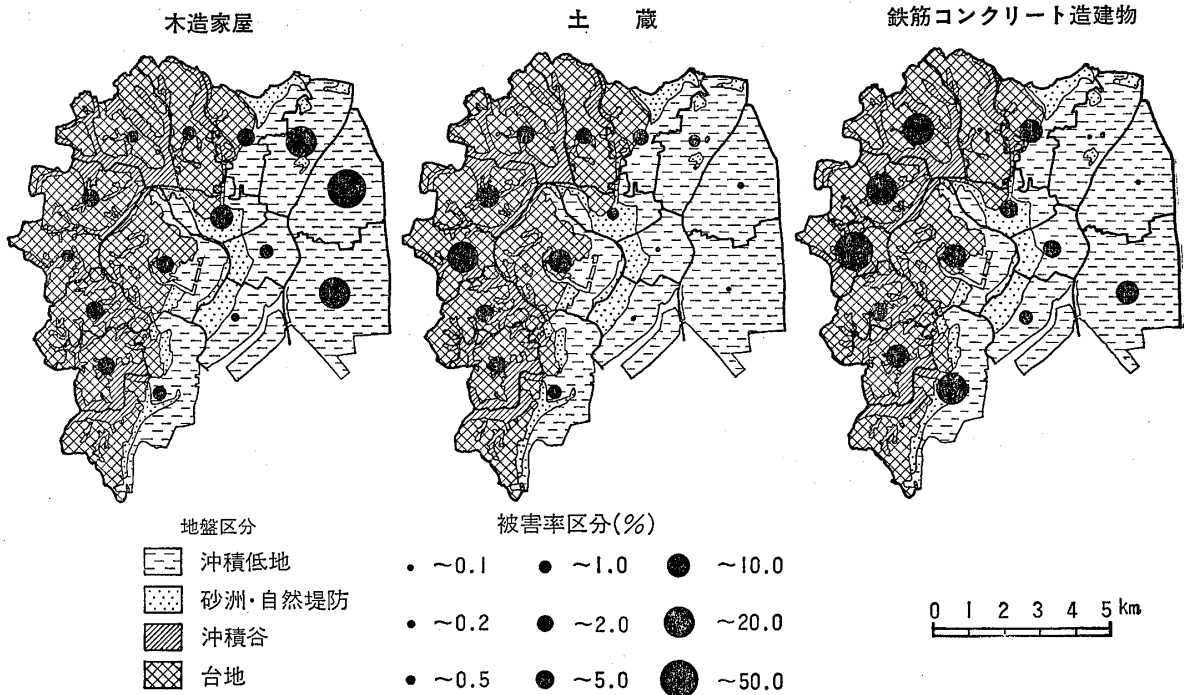 木造家屋
土 蔵
鉄筋コンクリート造建物
地盤区分
沖積低地
砂洲・自然堤防
沖積谷
台地
被害率区分(%)
~0.1 ~1.0 ~10.0
~0.2 ~2.0 ~20.0
~0.5 ~5.0 ~50.0
0 1 2 3 4 5 km